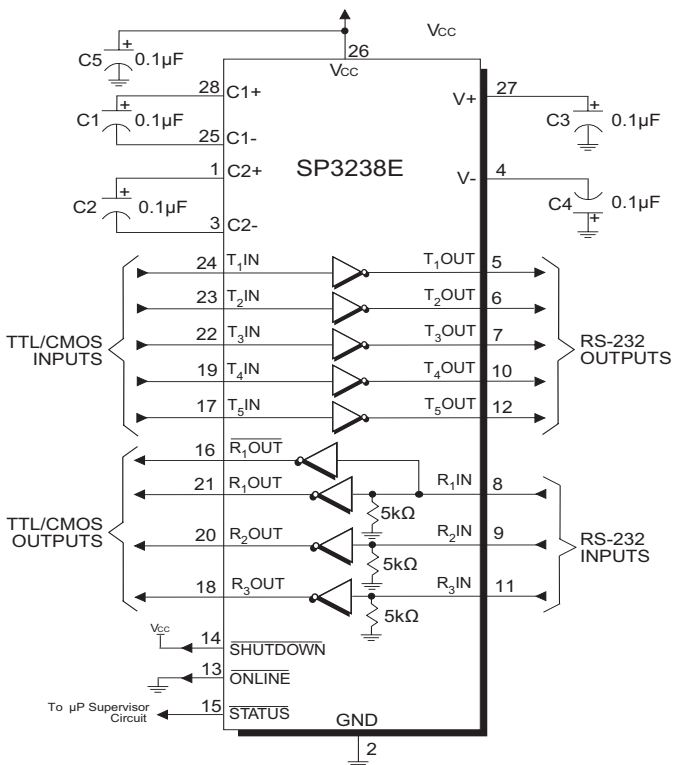 VCC
26
VCC
C5 + 0.1µF
28 C1+
C1 + 0.1µF
25 C1-
1 C2+
C2 + 0.1µF
3 C2-
SP3238E
V+ 27
+
C3 0.1µF
V- 4
C4 0.1µF
+
TTL/CMOS
INPUTS
24 T1IN T1OUT 5
23 T2IN T2OUT 6
22 T3IN T3OUT 7
19 T4IN T4OUT 10
17 T5IN T5OUT 12
RS-232
OUTPUTS
TTL/CMOS
OUTPUTS
16 R1OUT
21 R1OUT R1IN 8
5kΩ
20 R2OUT R2IN 9
5kΩ
18 R3OUT R3IN 11
5kΩ
RS-232
INPUTS
VCC
14 SHUTDOWN
13 ONLINE
To µP Supervisor
Circuit
15 STATUS
GND
2